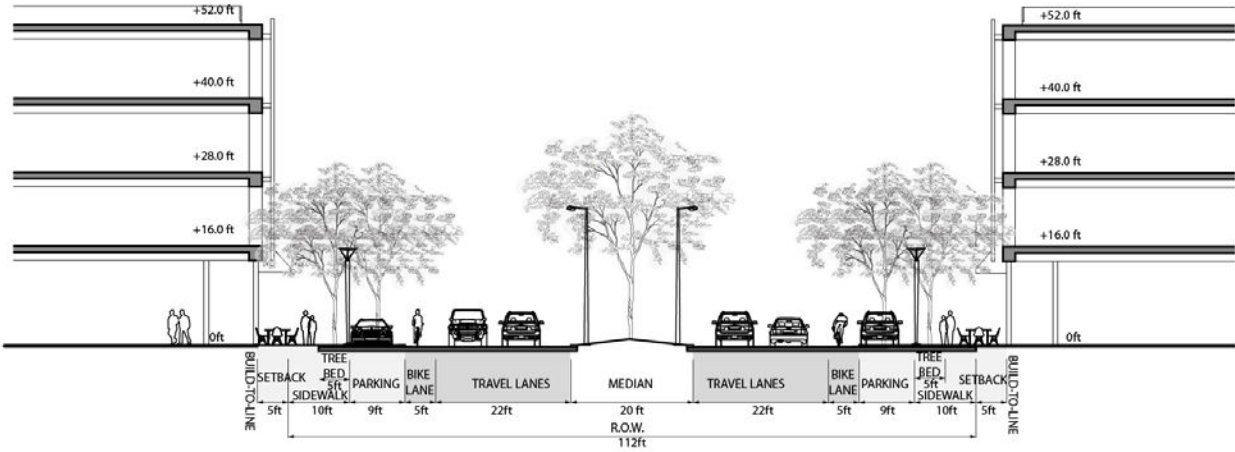 +52.0 ft
+52.0 ft
+40.0 ft
+40.0 ft
+28.0 ft
+28.0 ft
+16.0 ft
+16.0 ft
0ft
0ft
BUILD-TO-LINE
SETBACK
5ft
TREE
BED
5ft
SIDEWALK
10ft
PARKING
9ft
BIKE
LANE
5ft
TRAVEL LANES
22ft
MEDIAN
20 ft
TRAVEL LANES
22ft
BIKE
LANE
5ft
PARKING
9ft
TREE
BED
5ft
SIDEWALK
10ft
SETBACK
5ft
BUILD-TO-LINE
R.O.W.
112ft